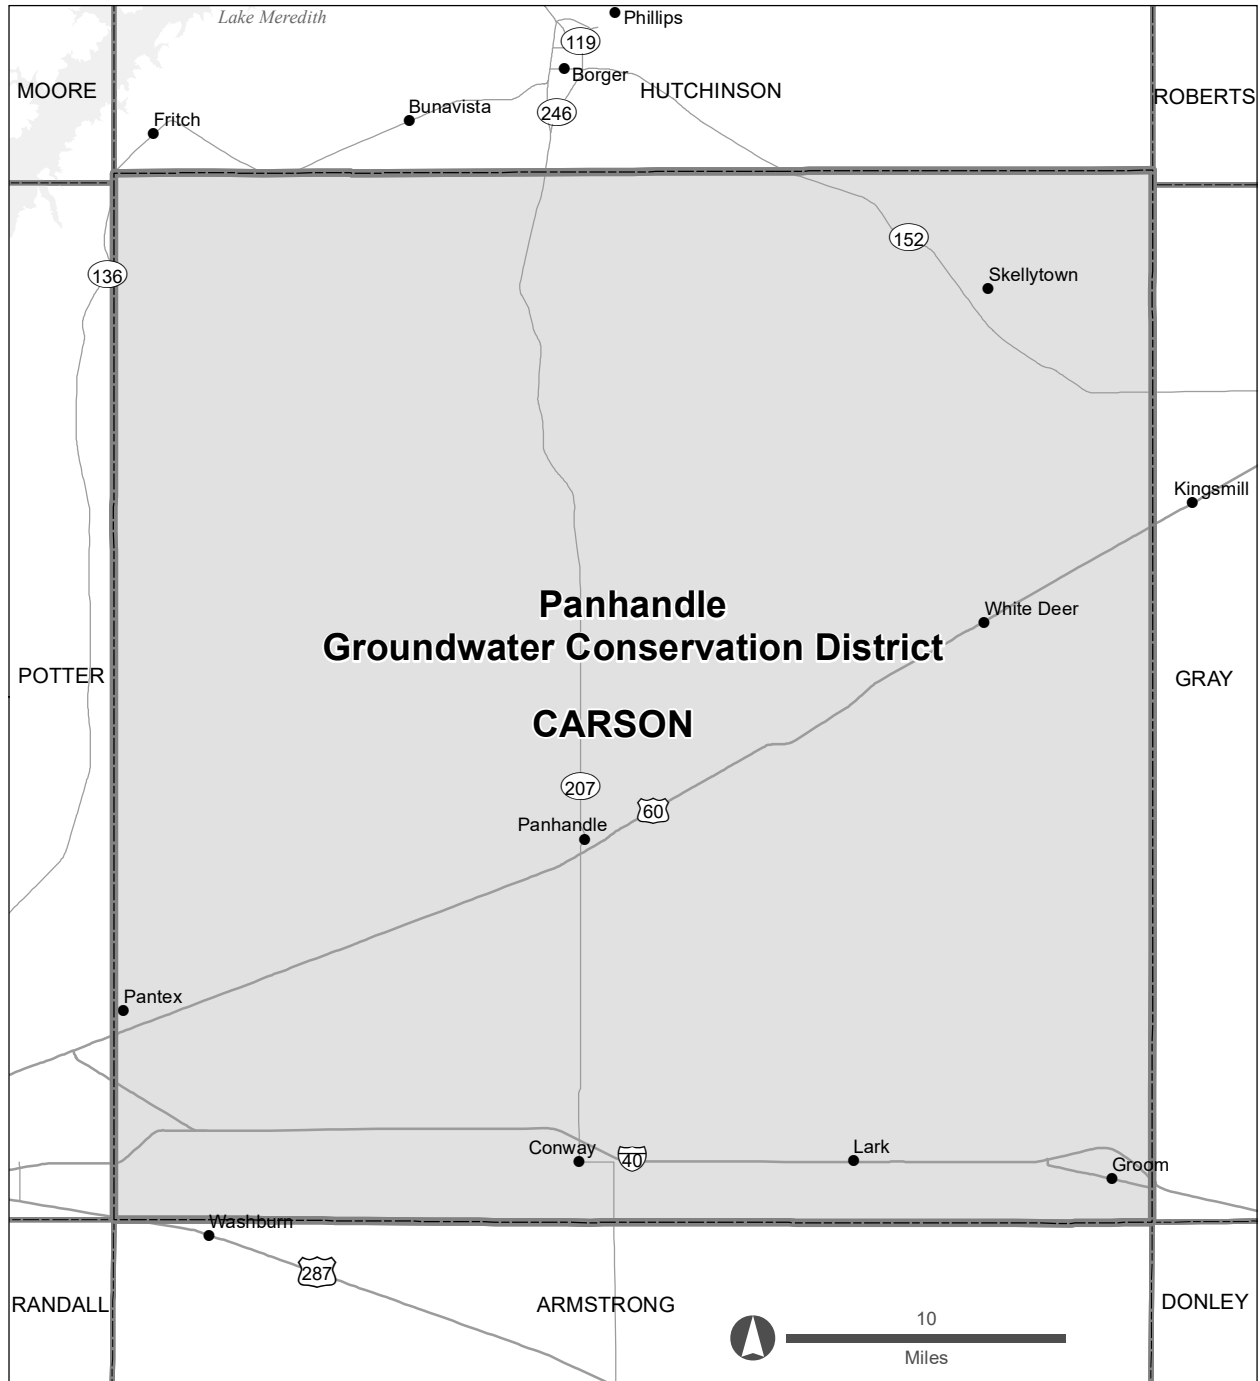 Lake Meredith
Phillips
119
Borger
MOORE
HUTCHINSON
ROBERTS
Bunavista
246
Fritch
152
136
Skellytown
Kingsmill
Panhandle
Groundwater Conservation District
White Deer
POTTER
GRAY
CARSON
207
60
Panhandle
Pantex
Conway
40
Lark
Groom
Washburn
287
RANDALL
ARMSTRONG
DONLEY
10
Miles